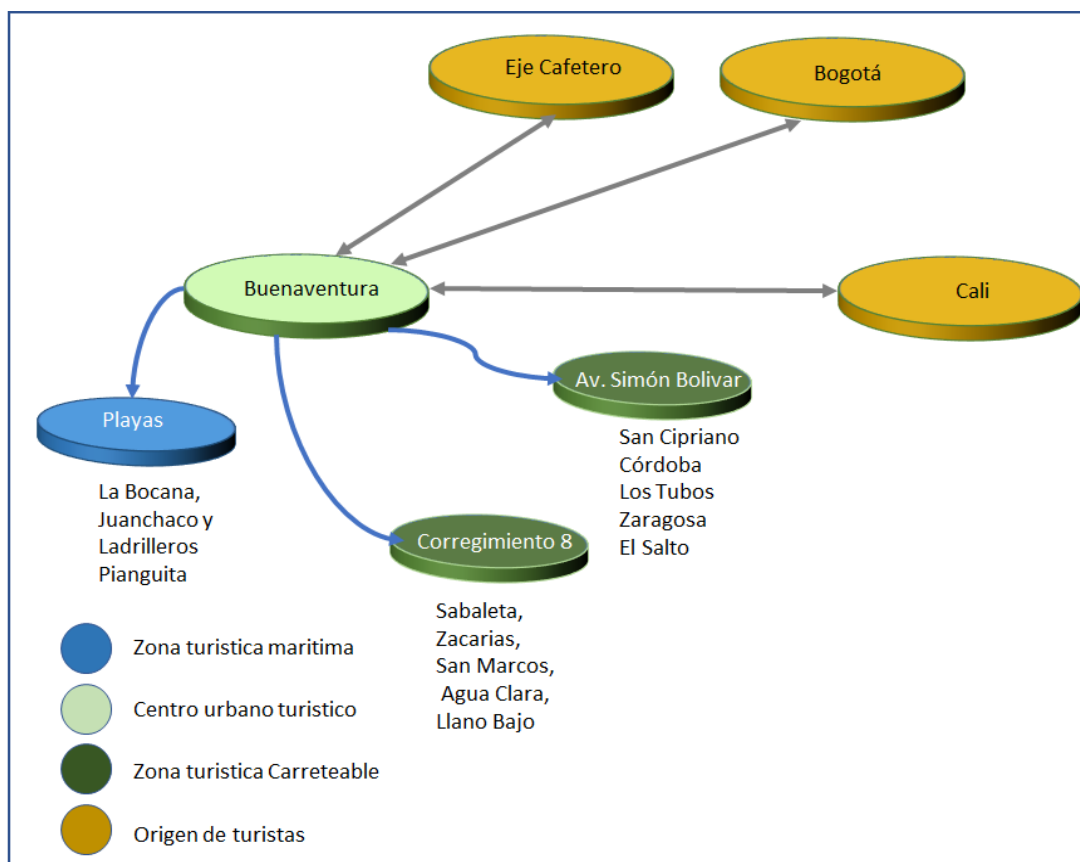 Eje Cafetero
Bogotá
Buenaventura
Cali
Av. Simón Bolivar
Playas
San Cipriano
Córdoba
Los Tubos
Zaragosa
El Salto
La Bocana,
Juanchaco y
Ladrilleros
Pianguita
Corregimiento 8
Sabaleta,
Zacarias,
San Marcos,
Agua Clara,
Llano Bajo
Zona turistica maritima
Centro urbano turistico
Zona turistica Carreteable
Origen de turistas